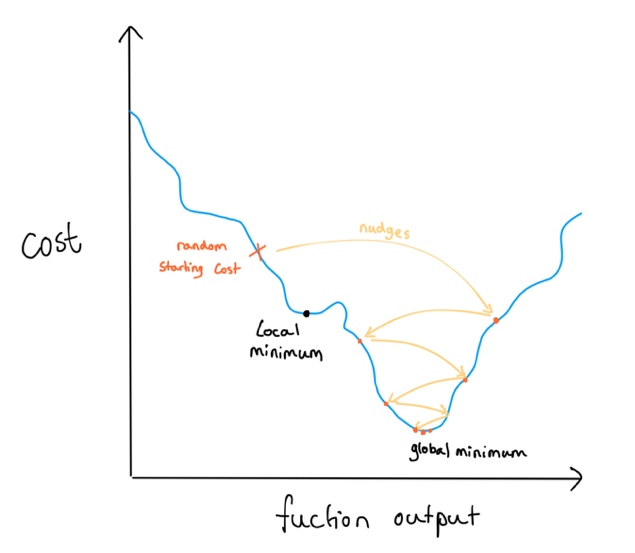 cost
nudges
random
starting cost
Local
minimum
global minimum
fuction output